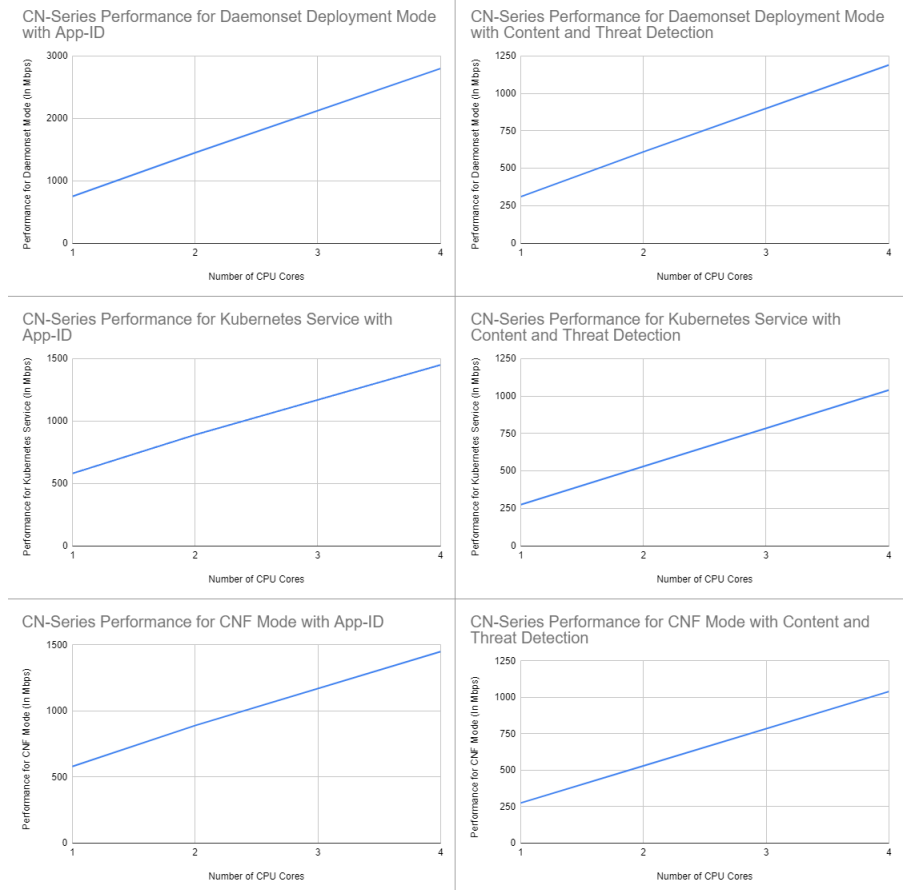 CN-Series Performance for Daemonset Deployment Mode
with App-ID
Performance for Daemonset Mode (In Mbps)
3000
2000
1000
0
1 2 3 4
Number of CPU Cores
CN-Series Performance for Daemonset Deployment Mode
with Content and Threat Detection
Performance for Daemonset Mode (In Mbps)
1250
1000
750
500
250
0
1 2 3 4
Number of CPU Cores
CN-Series Performance for Kubernetes Service with
App-ID
Performance for Kubernetes Service (In Mbps)
1500
1000
500
0
1 2 3 4
Number of CPU Cores
CN-Series Performance for Kubernetes Service with
Content and Threat Detection
Performance for Kubernetes Service (In Mbps)
1250
1000
750
500
250
0
1 2 3 4
Number of CPU Cores
CN-Series Performance for CNF Mode with App-ID
Performance for CNF Mode (In Mbps)
1500
1000
500
0
1 2 3 4
Number of CPU Cores
CN-Series Performance for CNF Mode with Content and
Threat Detection
Performance for CNF Mode (In Mbps)
1250
1000
750
500
250
0
1 2 3 4
Number of CPU Cores